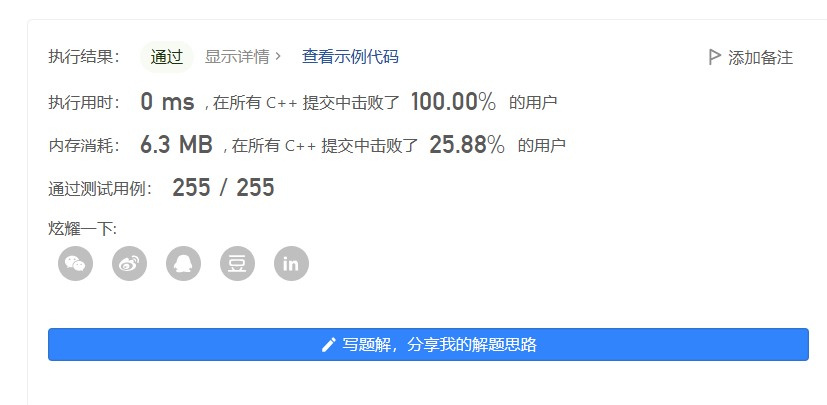 执行结果： 通过 显示详情 › 查看示例代码 添加备注
执行用时： 0 ms , 在所有 C++ 提交中击败了 100.00% 的用户
内存消耗： 6.3 MB , 在所有 C++ 提交中击败了 25.88% 的用户
通过测试用例： 255 / 255
炫耀一下:
豆 in
写题解，分享我的解题思路